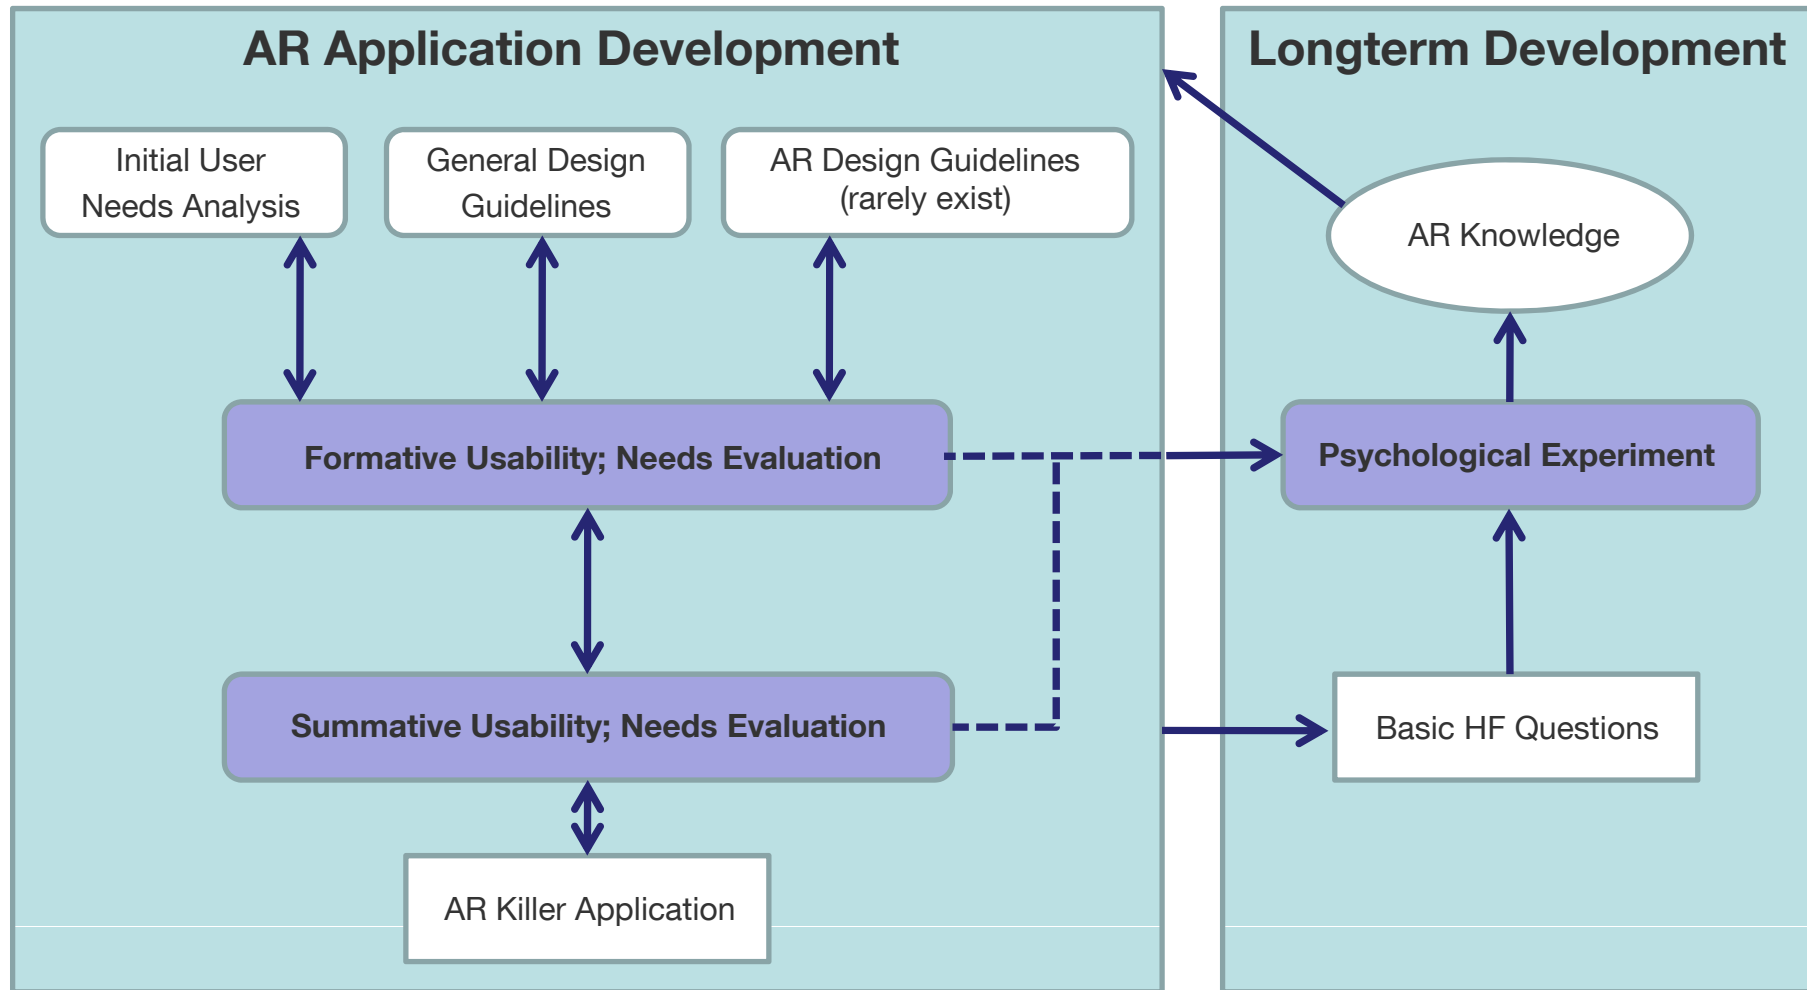 AR Application Development
Longterm Development
Initial User
Needs Analysis
General Design
Guidelines
AR Design Guidelines
(rarely exist)
AR Knowledge
Formative Usability; Needs Evaluation
Psychological Experiment
Summative Usability; Needs Evaluation
Basic HF Questions
AR Killer Application